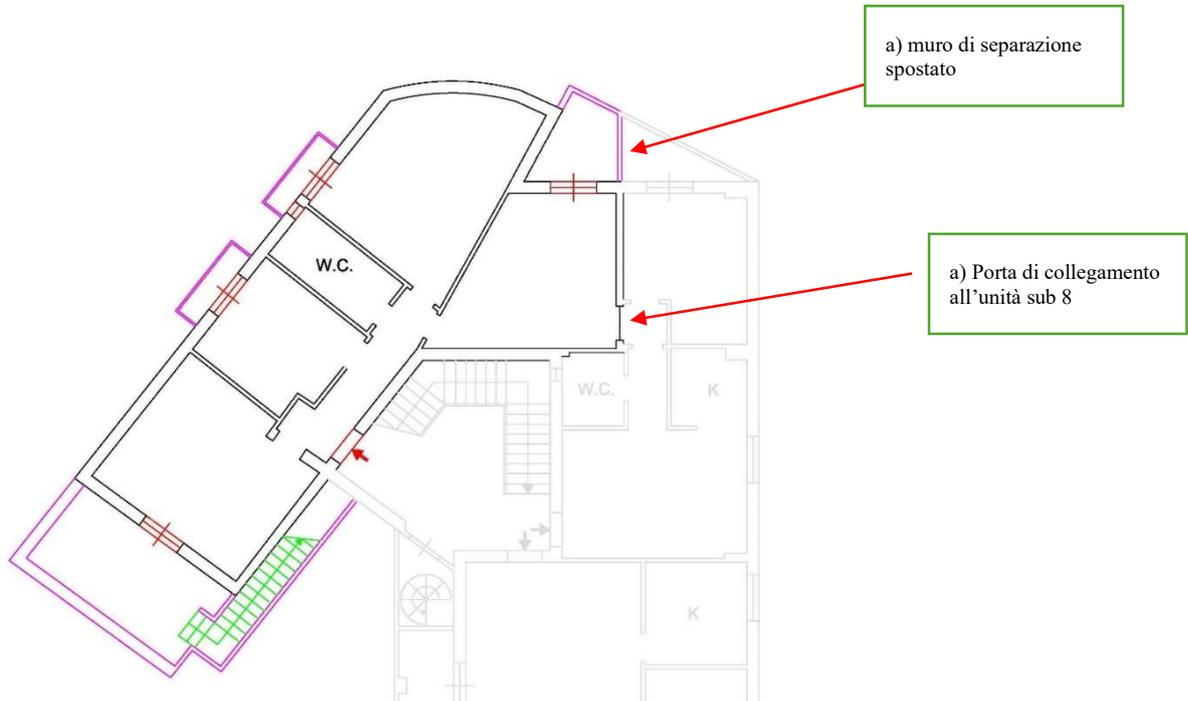 a) muro di separazione
spostato
W.C.
a) Porta di collegamento
all’unità sub 8
W.C.
K
K